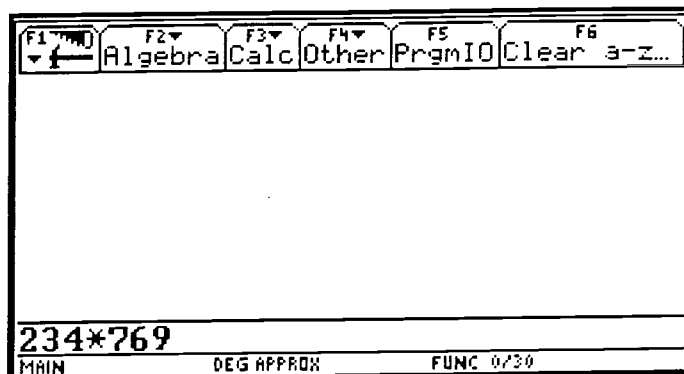 F1 F2 F3 F4 F5 F6
Algebra Calc Other PrgmIO Clear a-z…
234*769
MAIN DEG APPROX FUNC 0/30